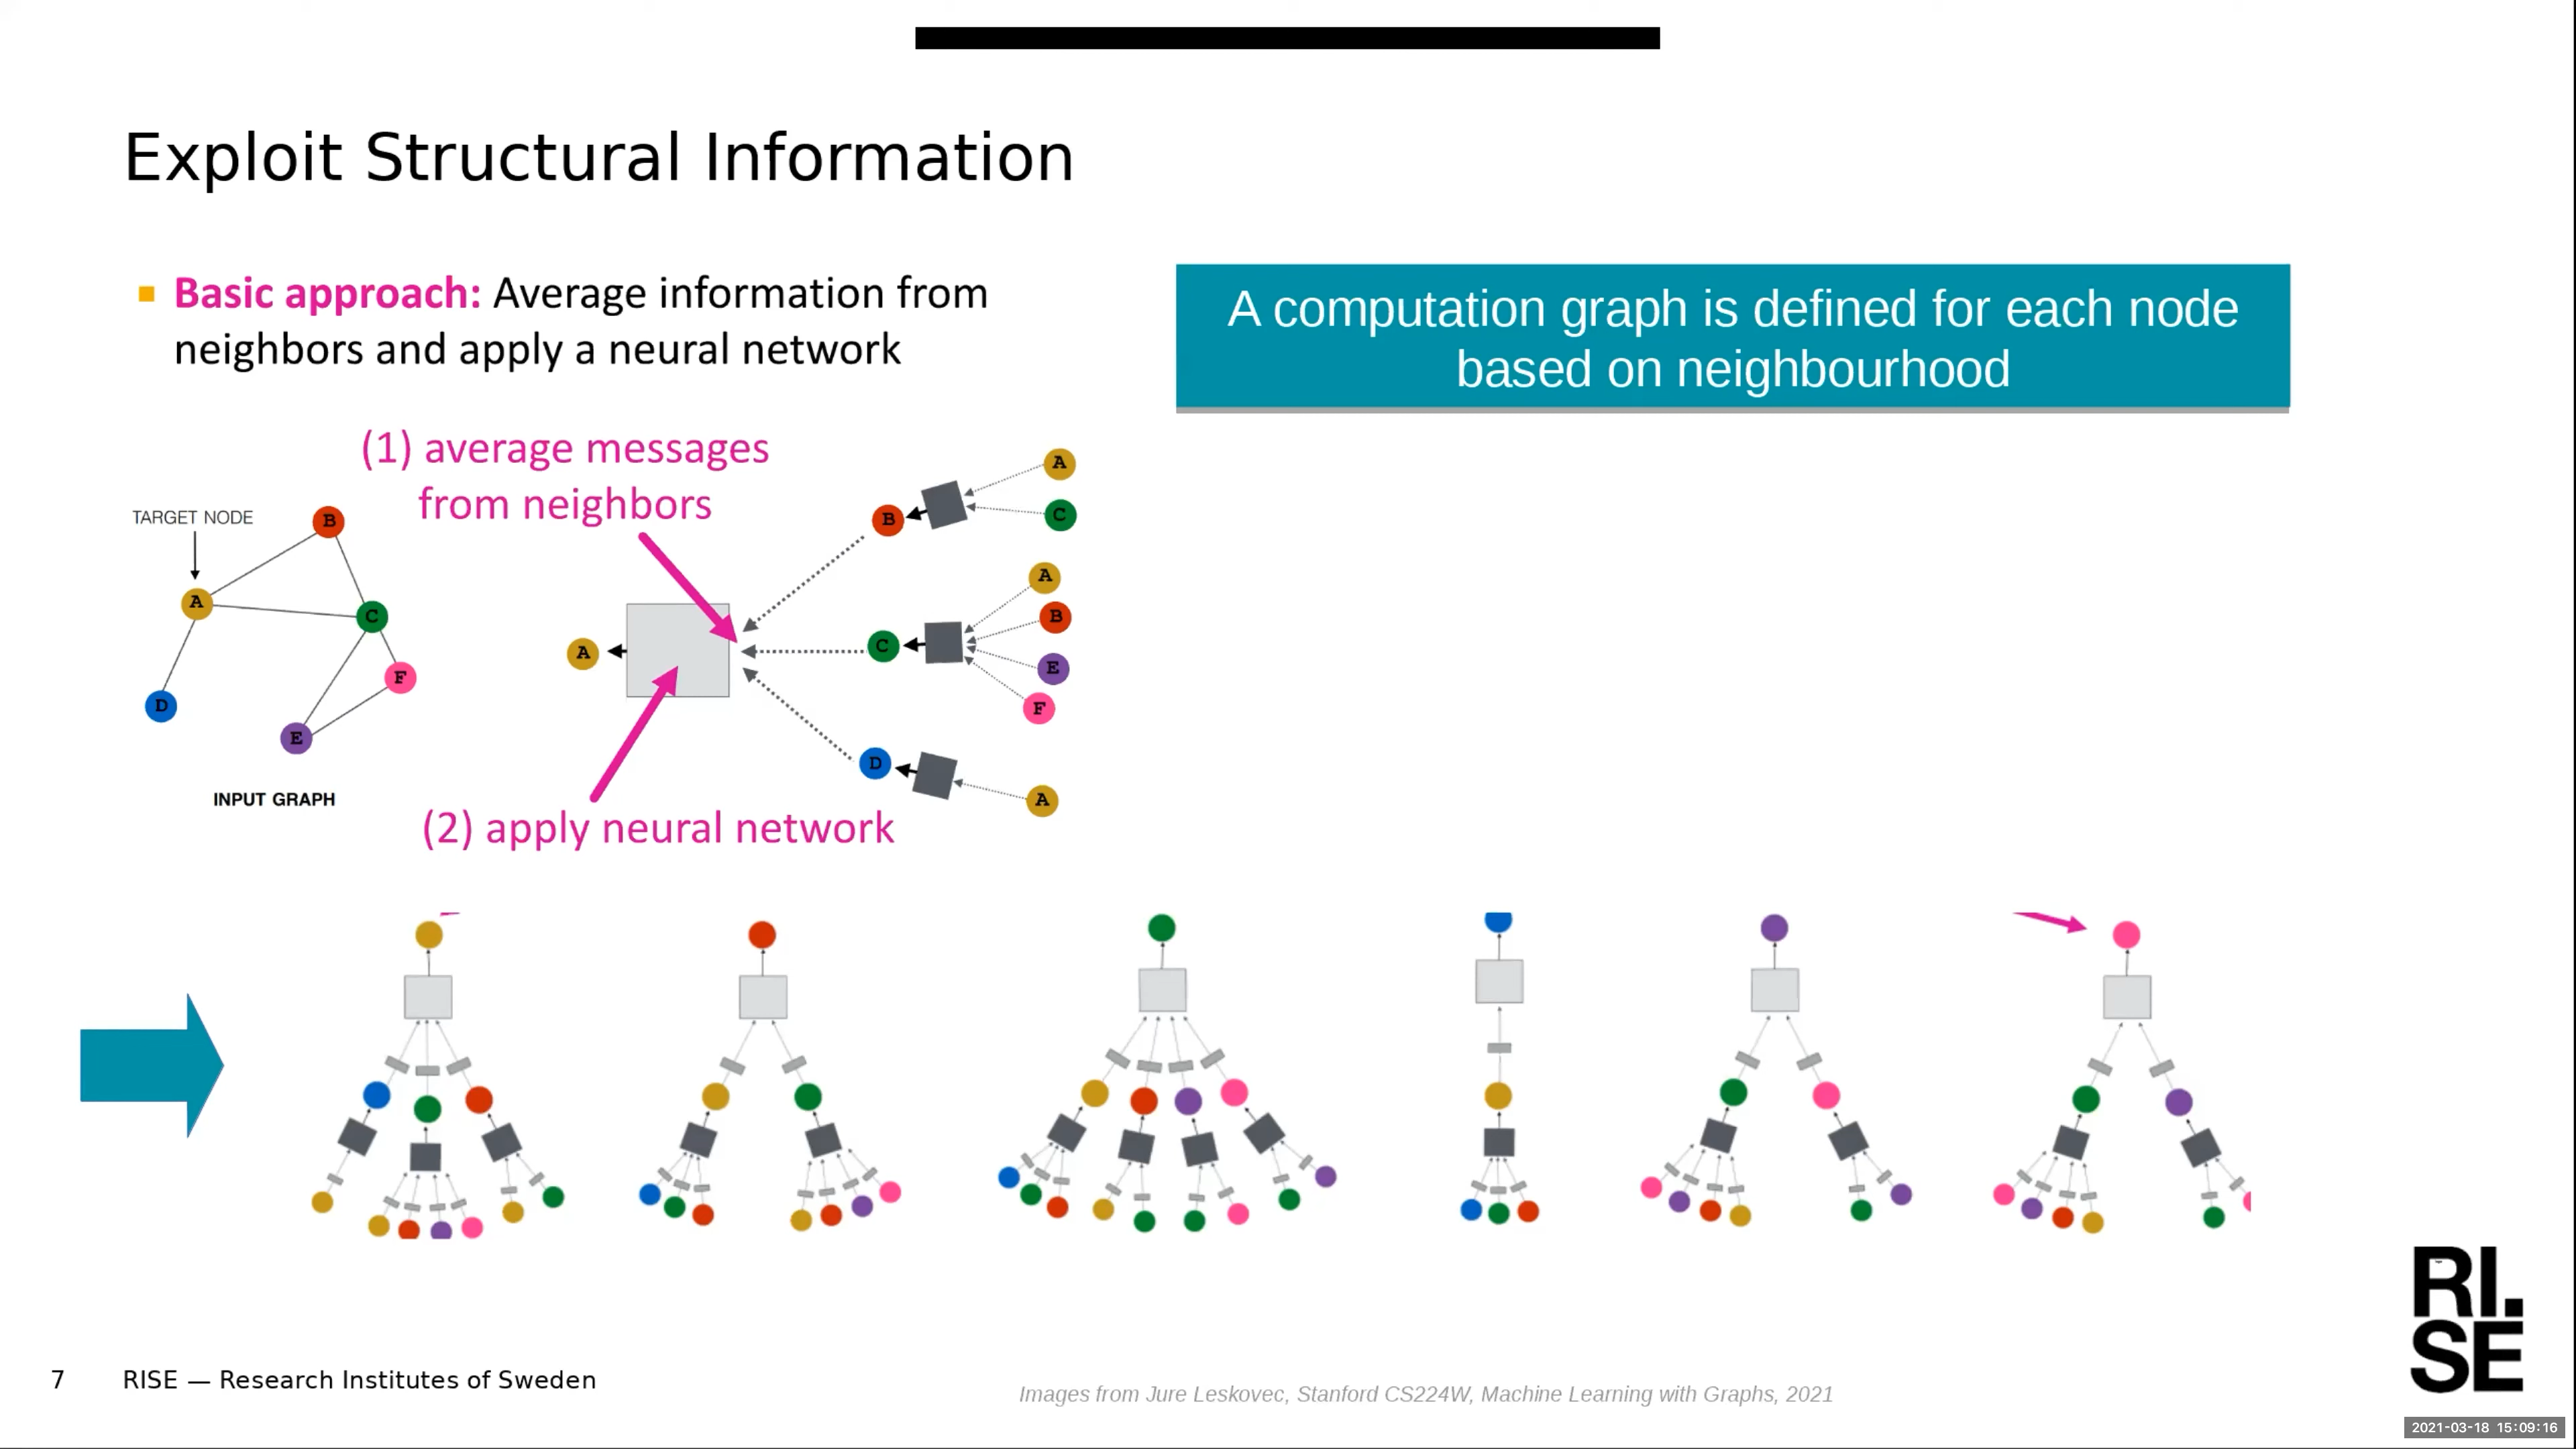 Exploit Structural Information
Basic approach: Average information from
neighbors and apply a neural network
A computation graph is defined for each node
based on neighbourhood
(1) average messages
from neighbors
TARGET NODE
B
A
C
F
D
E
INPUT GRAPH
A
B
C
D
A
C
A
B
E
F
A
(2) apply neural network
7
RISE — Research Institutes of Sweden
Images from Jure Leskovec, Stanford CS224W, Machine Learning with Graphs, 2021
RI.
SE
2021-03-18 15:09:16